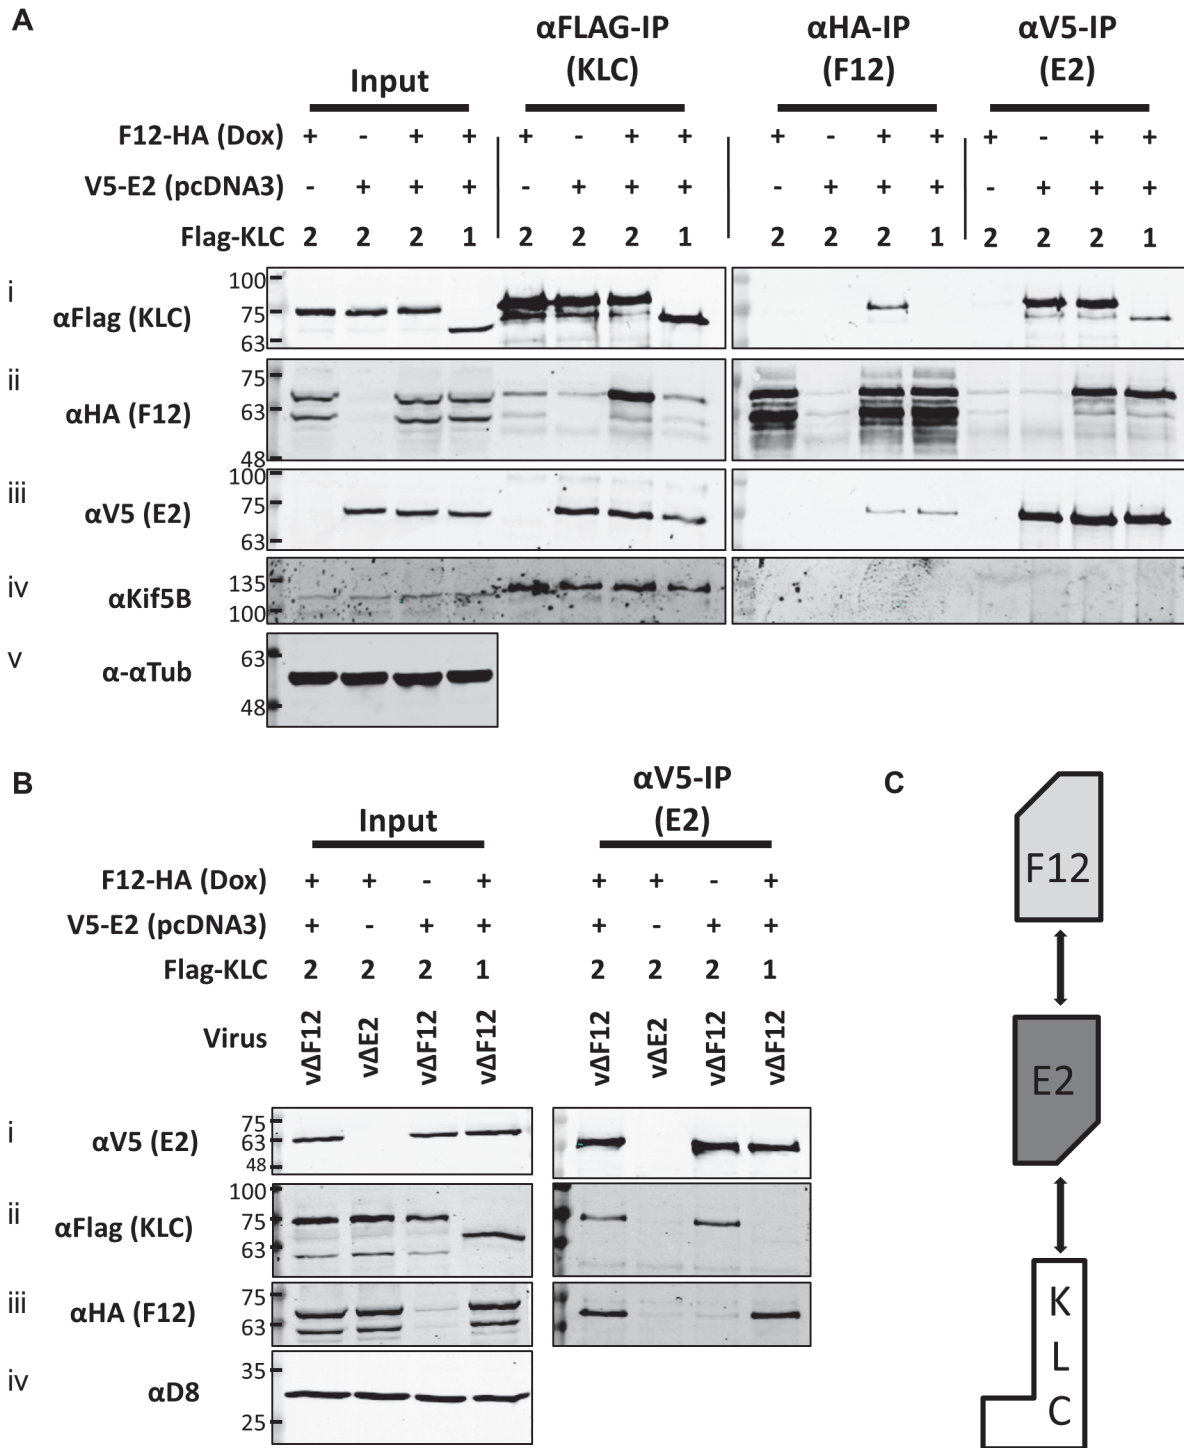 A
αFLAG-IP
(KLC)
αHA-IP
(F12)
αV5-IP
(E2)
Input
F12-HA (Dox) + - + + + - + + + - + + + - + +
V5-E2 (pcDNA3) - + + + - + + + - + + + - + + +
Flag-KLC 2 2 2 1 2 2 2 1 2 2 2 1 2 2 2 1
i
αFlag (KLC)
100
75
63
ii
αHA (F12)
75
63
48
iii
αV5 (E2)
100
75
63
iv
αKif5B
135
100
v
α-αTub
63
48
B
Input
αV5-IP
(E2)
F12-HA (Dox) + + - + + + - +
V5-E2 (pcDNA3) + - + + + - + +
Flag-KLC 2 2 2 1 2 2 2 1
Virus vΔF12 vΔE2 vΔF12 vΔF12 vΔF12 vΔE2 vΔF12 vΔF12
i
αV5 (E2)
75
63
48
ii
αFlag (KLC)
100
75
63
iii
αHA (F12)
75
63
iv
αD8
35
25
C
F12
E2
K
L
C